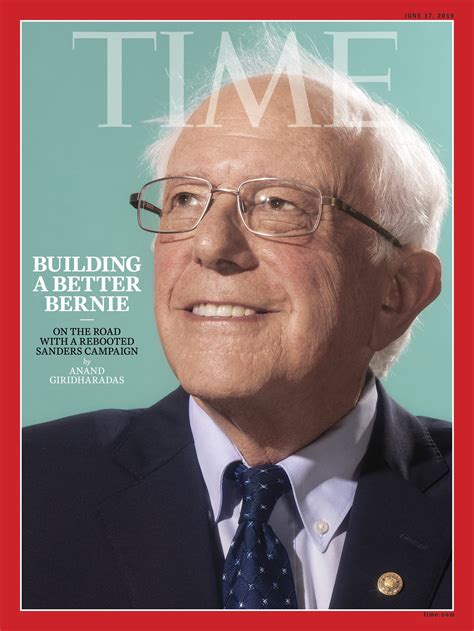 JUNE 17, 2019
TIME
BUILDING
A BETTER
BERNIE
ON THE ROAD
WITH A REBOOTED
SANDERS CAMPAIGN
by
ANAND
GIRIDHARADAS
time.com